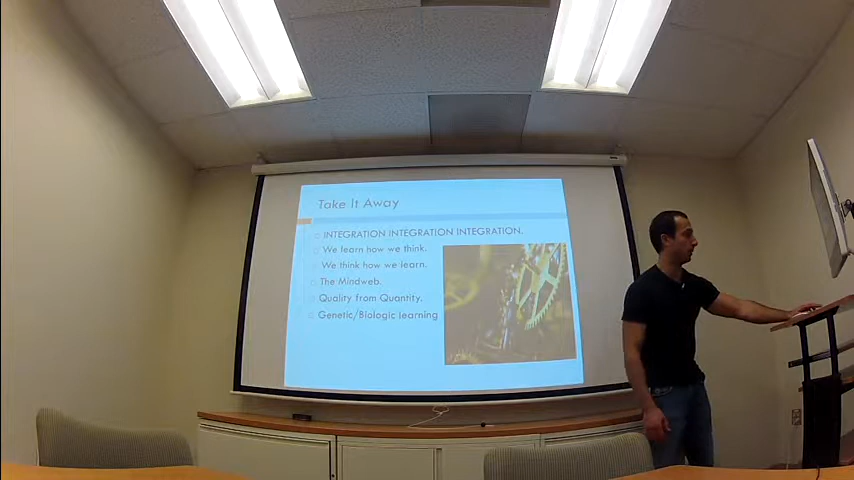 Take It Away
INTEGRATION INTEGRATION INTEGRATION.
We learn how we think.
We think how we learn.
The Mindweb.
Quality from Quantity.
Genetic/Biologic learning